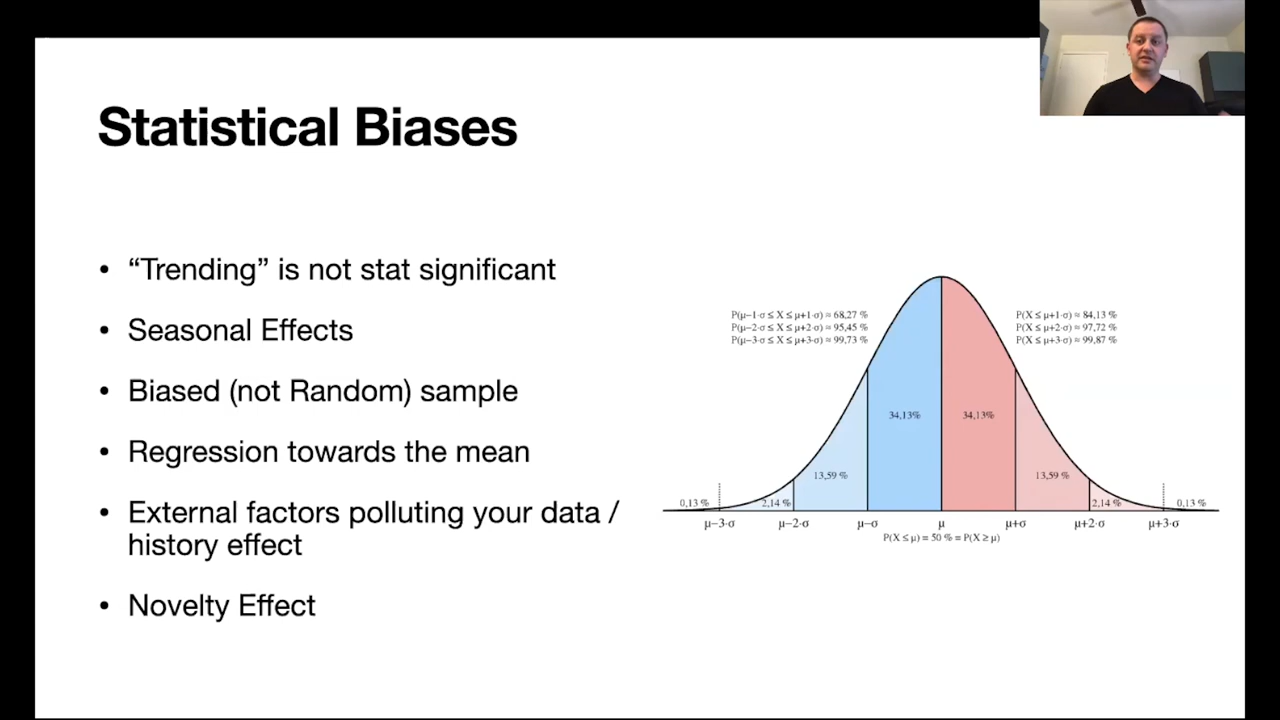 Statistical Biases
• “Trending” is not stat significant
• Seasonal Effects
• Biased (not Random) sample
• Regression towards the mean
• External factors polluting your data /
history effect
• Novelty Effect
P(μ−1·σ ≤ X ≤ μ+1·σ) ≈ 68,27 %
P(μ−2·σ ≤ X ≤ μ+2·σ) ≈ 95,45 %
P(μ−3·σ ≤ X ≤ μ+3·σ) ≈ 99,73 %
P(X ≤ μ+1·σ) ≈ 84,13 %
P(X ≤ μ+2·σ) ≈ 97,72 %
P(X ≤ μ+3·σ) ≈ 99,87 %
34,13% 34,13%
13,59 % 13,59 %
0,13 % 2,14 % 2,14 % 0,13 %
μ−3·σ μ−2·σ μ−σ μ μ+σ μ+2·σ μ+3·σ
P(X ≤ μ) = 50 % = P(X ≥ μ)